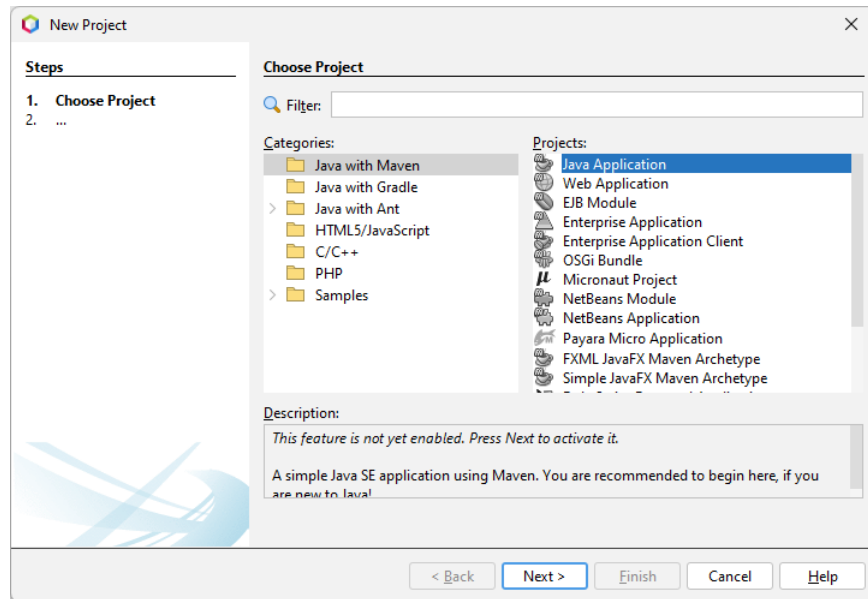 New Project
Steps
1. Choose Project
2. ...
Choose Project
Filter:
Categories:
Java with Maven
Java with Gradle
Java with Ant
HTML5/JavaScript
C/C++
PHP
Samples
Projects:
Java Application
Web Application
EJB Module
Enterprise Application
Enterprise Application Client
OSGi Bundle
Micronaut Project
NetBeans Module
NetBeans Application
Payara Micro Application
FXML JavaFX Maven Archetype
Simple JavaFX Maven Archetype
Description:
This feature is not yet enabled. Press Next to activate it.
A simple Java SE application using Maven. You are recommended to begin here, if you
are new to Java!
< Back
Next >
Finish
Cancel
Help